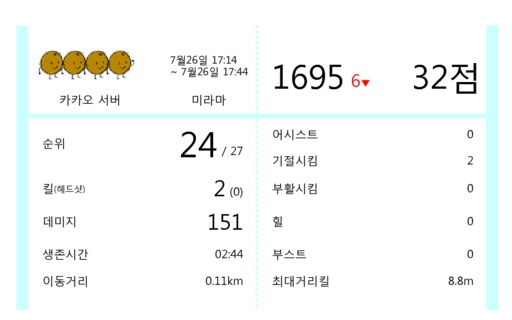 7월26일 17:14
~ 7월26일 17:44
카카오 서버
미라마
1695 6▼
32점
순위 24 / 27
킬(헤드샷) 2 (0)
데미지 151
생존시간 02:44
이동거리 0.11km
어시스트 0
기절시킴 2
부활시킴 0
힐 0
부스트 0
최대거리킬 8.8m